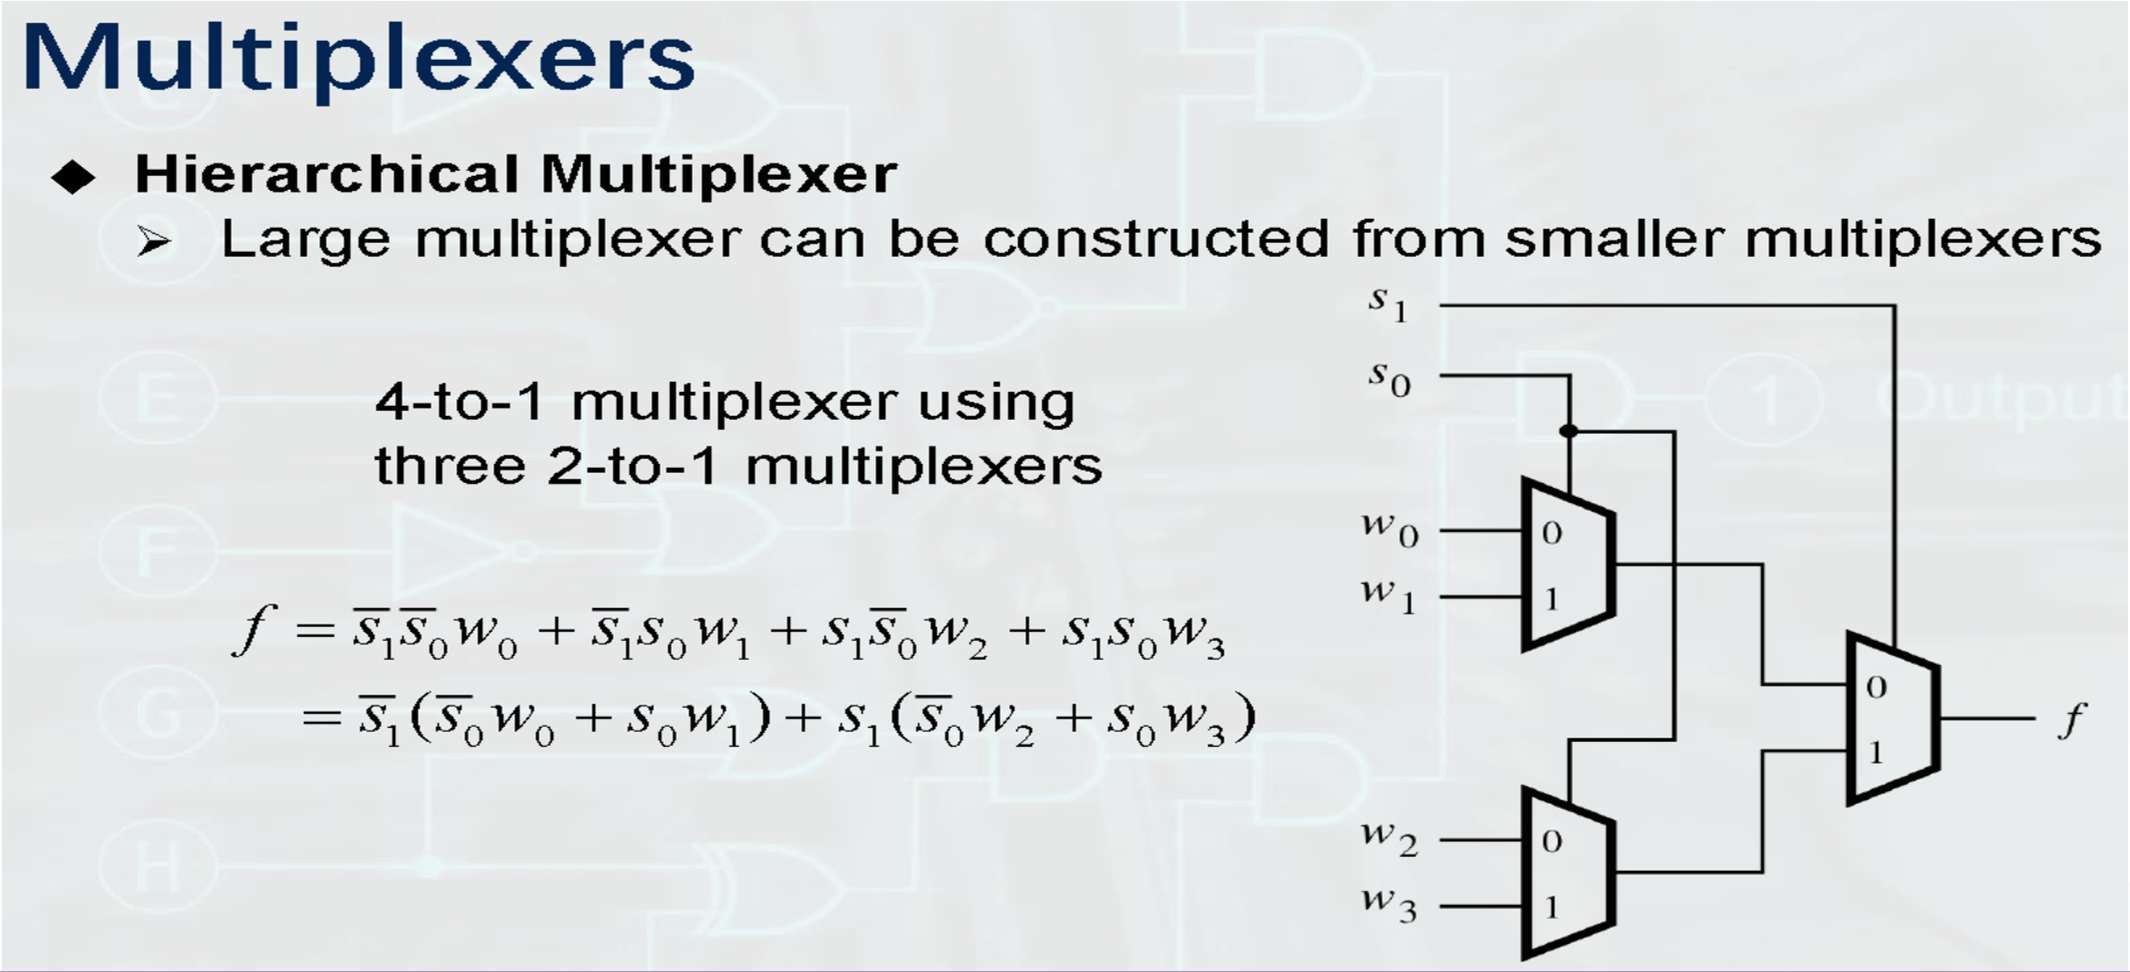 Multiplexers
◆ Hierarchical Multiplexer
➢ Large multiplexer can be constructed from smaller multiplexers
4-to-1 multiplexer using
three 2-to-1 multiplexers
f = s̅₁s̅₀w₀ + s̅₁s₀w₁ + s₁s̅₀w₂ + s₁s₀w₃
= s̅₁(s̅₀w₀ + s₀w₁) + s₁(s̅₀w₂ + s₀w₃)
s₁
s₀
w₀ 0
w₁ 1
0
1
f
w₂ 0
w₃ 1
C
D
E
F
G
H
1 Output